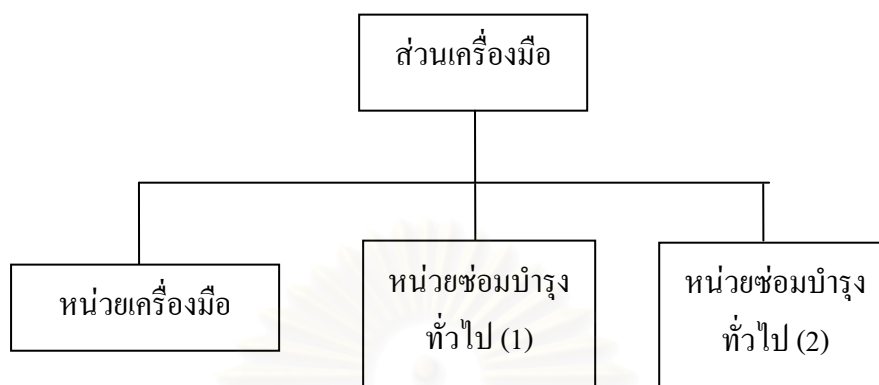 ส่วนเครื่องมือ
หน่วยเครื่องมือ
หน่วยซ่อมบำรุง
ทั่วไป (1)
หน่วยซ่อมบำรุง
ทั่วไป (2)